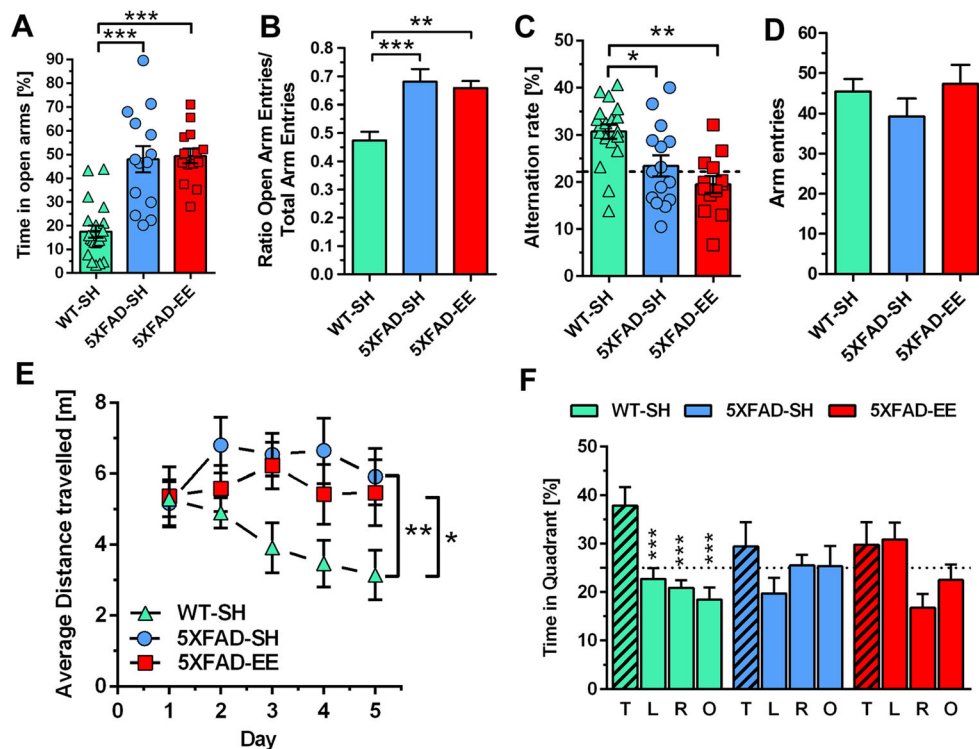 A
Time in open arms [%]
100
90
80
70
60
50
40
30
20
10
0
***
***
WT-SH
5XFAD-SH
5XFAD-EE
B
Ratio Open Arm Entries/
Total Arm Entries
0.8
0.7
0.6
0.5
0.4
0.3
0.2
0.1
0.0
**
***
WT-SH
5XFAD-SH
5XFAD-EE
C
Alternation rate [%]
50
40
30
20
10
0
**
*
WT-SH
5XFAD-SH
5XFAD-EE
D
Arm entries
60
50
40
30
20
10
0
WT-SH
5XFAD-SH
5XFAD-EE
E
Average Distance travelled [m]
8
6
4
2
0
** *
WT-SH
5XFAD-SH
5XFAD-EE
0 1 2 3 4 5
Day
F
WT-SH 5XFAD-SH 5XFAD-EE
Time in Quadrant [%]
50
40
30
20
10
0
*** *** ***
T L R O T L R O T L R O